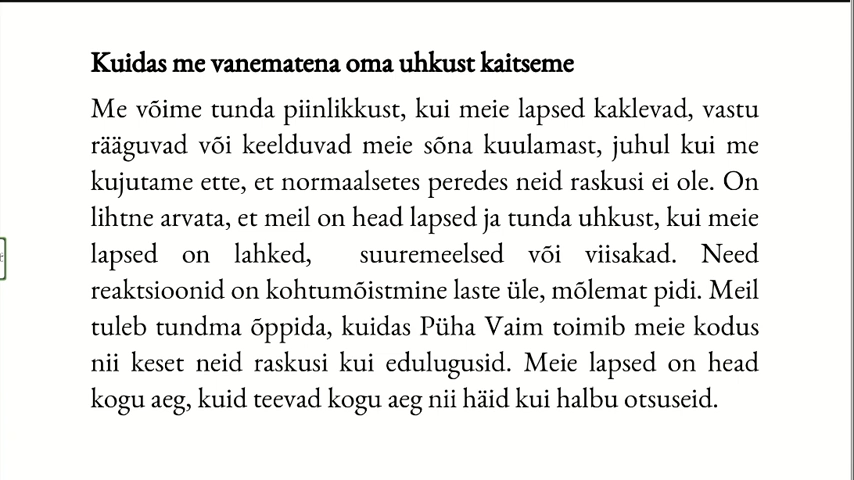 Kuidas me vanematena oma uhkust kaitseme
Me võime tunda piinlikkust, kui meie lapsed kaklevad, vastu
rääguvad või keelduvad meie sõna kuulamast, juhul kui me
kujutame ette, et normaalsetes peredes neid raskusi ei ole. On
lihtne arvata, et meil on head lapsed ja tunda uhkust, kui meie
lapsed on lahked, suuremeelsed või viisakad. Need
reaktsioonid on kohtumõistmine laste üle, mõlemat pidi. Meil
tuleb tundma õppida, kuidas Püha Vaim toimib meie kodus
nii keset neid raskusi kui edulugusid. Meie lapsed on head
kogu aeg, kuid teevad kogu aeg nii häid kui halbu otsuseid.